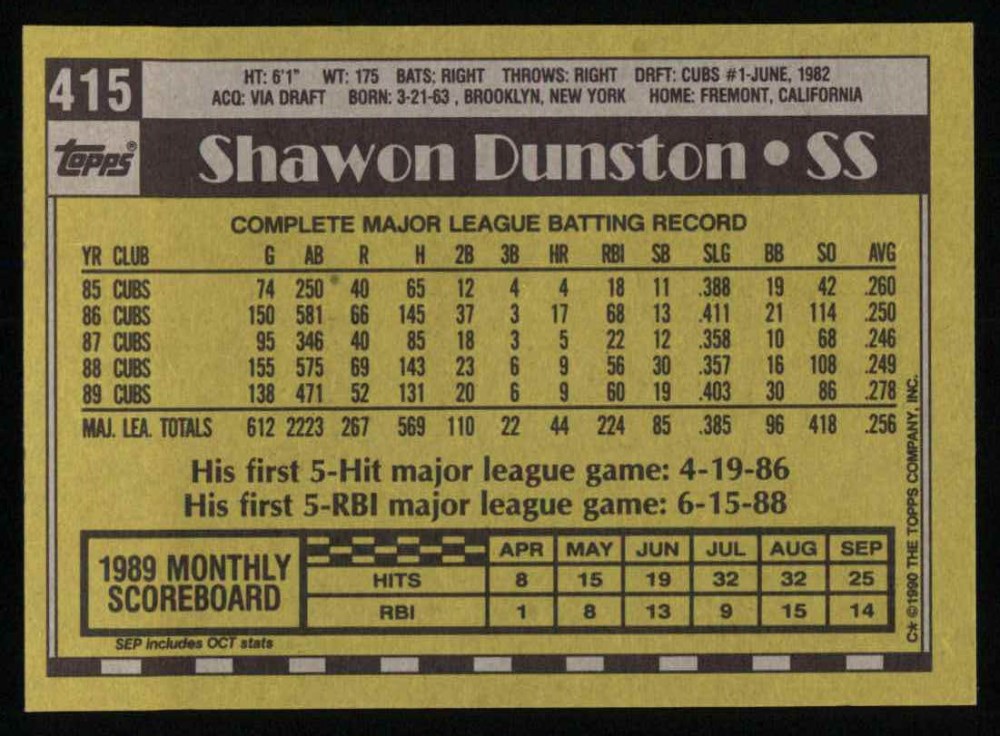 415
HT: 6'1" WT: 175 BATS: RIGHT THROWS: RIGHT DRFT: CUBS #1-JUNE, 1982
ACQ: VIA DRAFT BORN: 3-21-63, BROOKLYN, NEW YORK HOME: FREMONT, CALIFORNIA
topps®
Shawon Dunston • SS
COMPLETE MAJOR LEAGUE BATTING RECORD
YR CLUB G AB R H 2B 3B HR RBI SB SLG BB SO AVG
85 CUBS 74 250 40 65 12 4 4 18 11 .388 19 42 .260
86 CUBS 150 581 66 145 37 3 17 68 13 .411 21 114 .250
87 CUBS 95 346 40 85 18 3 5 22 12 .358 10 68 .246
88 CUBS 155 575 69 143 23 6 9 56 30 .357 16 108 .249
89 CUBS 138 471 52 131 20 6 9 60 19 .403 30 86 .278
MAJ. LEA. TOTALS 612 2223 267 569 110 22 44 224 85 .385 96 418 .256
His first 5-Hit major league game: 4-19-86
His first 5-RBI major league game: 6-15-88
1989 MONTHLY
SCOREBOARD
APR MAY JUN JUL AUG SEP
HITS 8 15 19 32 32 25
RBI 1 8 13 9 15 14
SEP includes OCT stats
C* ©1990 THE TOPPS COMPANY, INC.